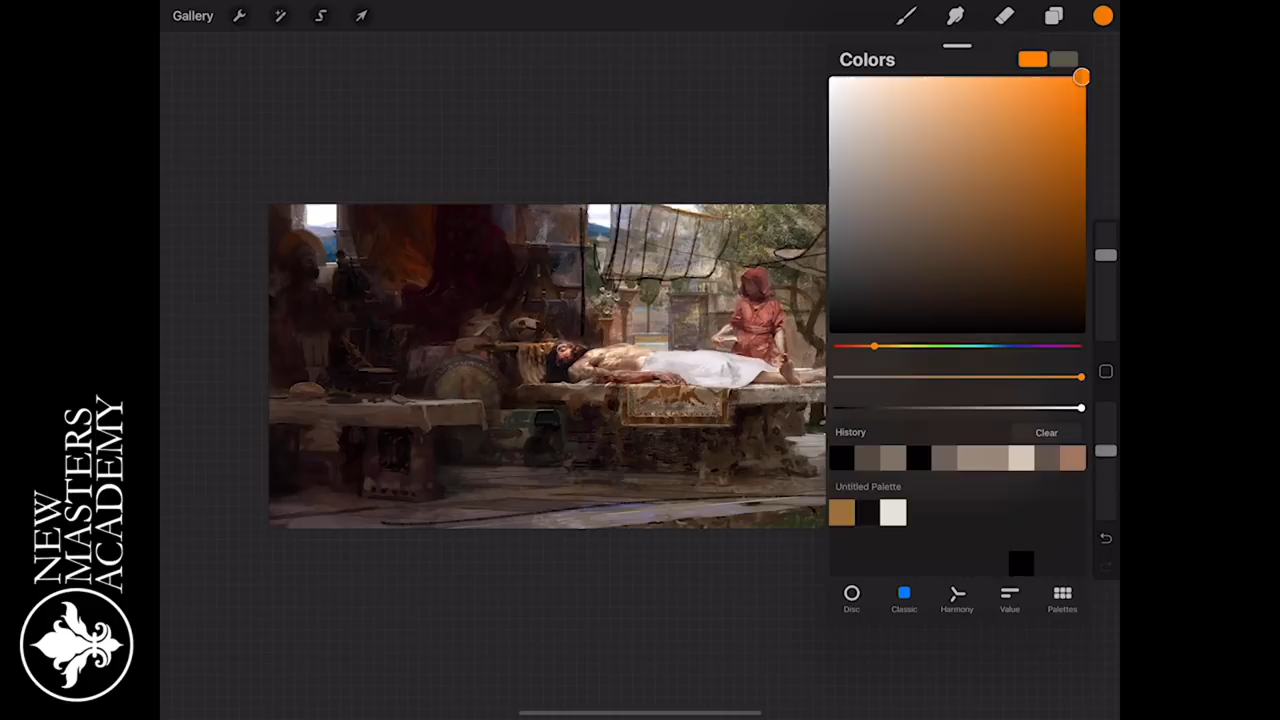 Gallery
Colors
History
Clear
Untitled Palette
Disc
Classic
Harmony
Value
Palettes
NEW
MASTERS
ACADEMY